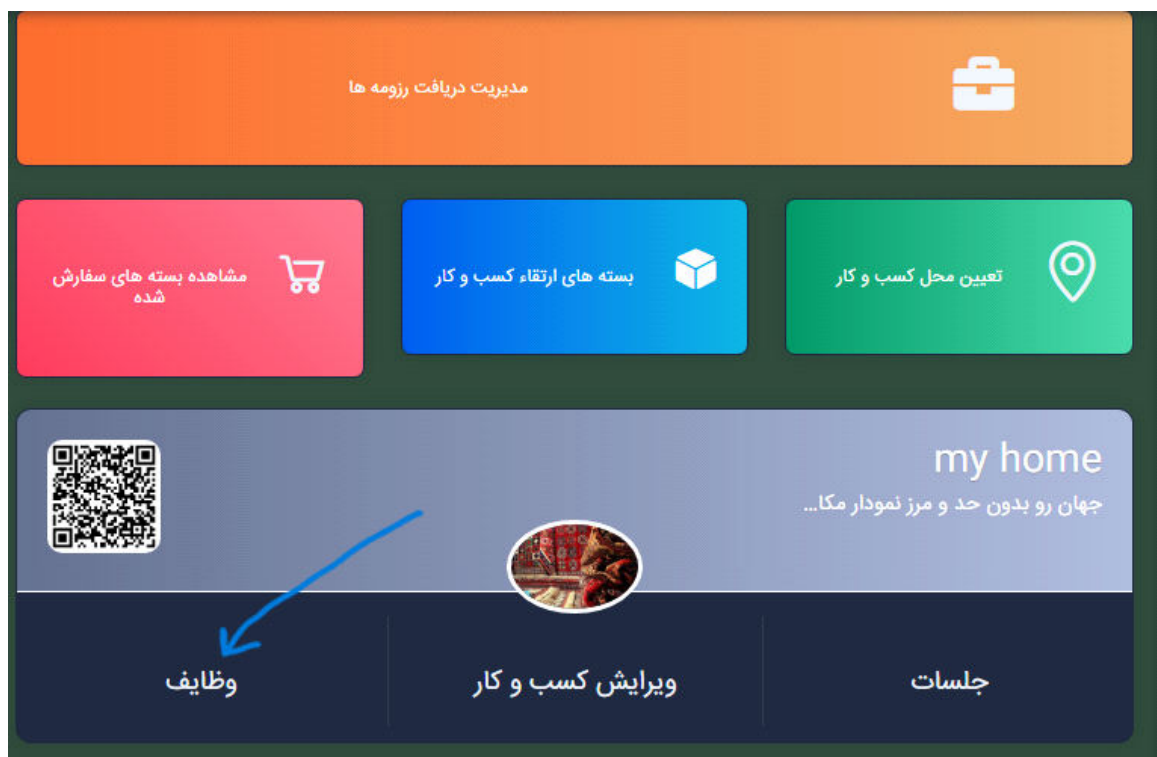 مدیریت دریافت رزومه ها
تعیین محل کسب و کار
بسته های ارتقاء کسب و کار
مشاهده بسته های سفارش
شده
my home
جهان رو بدون حد و مرز نمودار مکا...
جلسات
ویرایش کسب و کار
وظایف